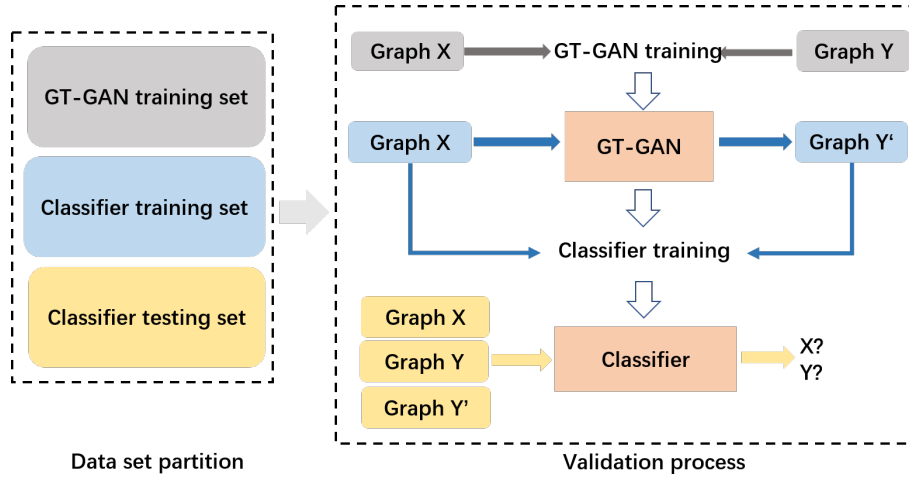 GT-GAN training set
Classifier training set
Classifier testing set
Data set partition
Graph X
GT-GAN training
Graph Y
Graph X
GT-GAN
Graph Y‘
Classifier training
Graph X
Graph Y
Graph Y’
Classifier
X?
Y?
Validation process